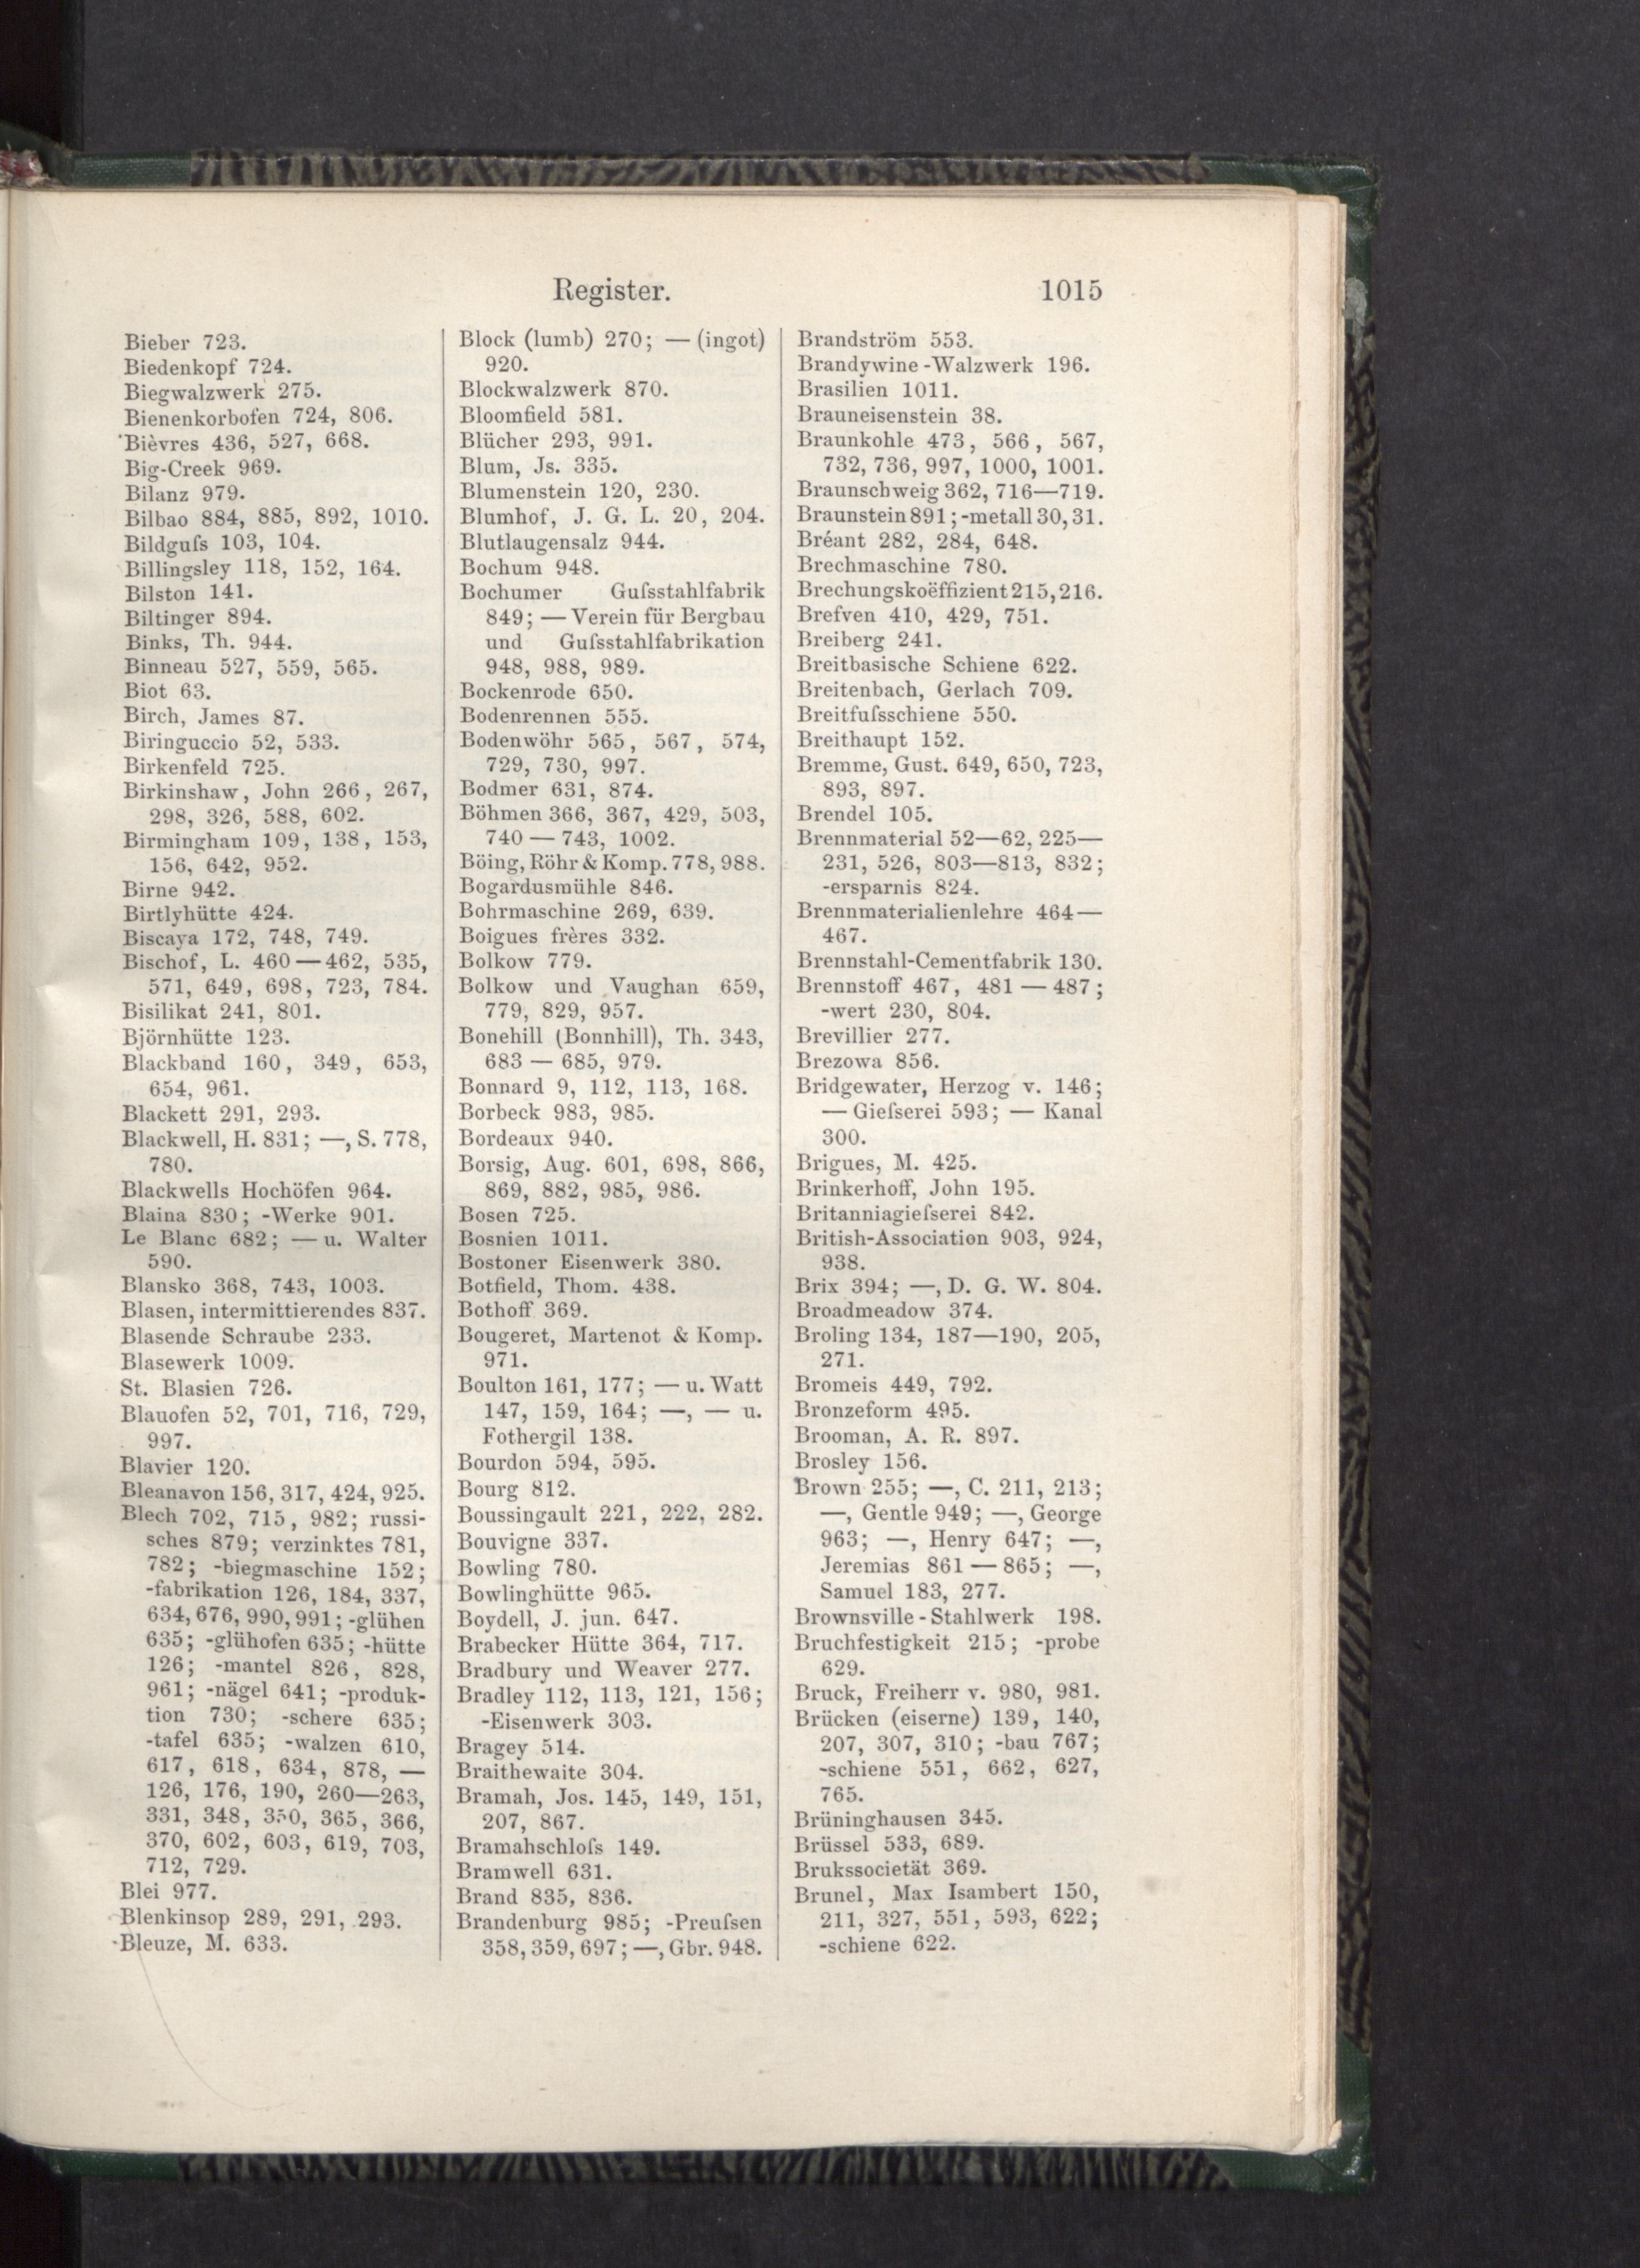 Register.
1015
Bieber 723.
Biedenkopf 724.
Biegwalzwerk 275.
Bienenkorbofen 724, 806.
Bièvres 436, 527, 668.
Big-Creek 969.
Bilanz 979.
Bilbao 884, 885, 892, 1010.
Bildguſs 103, 104.
Billingsley 118, 152, 164.
Bilston 141.
Biltinger 894.
Binks, Th. 944.
Binneau 527, 559, 565.
Biot 63.
Birch, James 87.
Biringuccio 52, 533.
Birkenfeld 725.
Birkinshaw, John 266, 267,
298, 326, 588, 602.
Birmingham 109, 138, 153,
156, 642, 952.
Birne 942.
Birtlyhütte 424.
Biscaya 172, 748, 749.
Bischof, L. 460—462, 535,
571, 649, 698, 723, 784.
Bisilikat 241, 801.
Björnhütte 123.
Blackband 160, 349, 653,
654, 961.
Blackett 291, 293.
Blackwell, H. 831; —, S. 778,
780.
Blackwells Hochöfen 964.
Blaina 830; -Werke 901.
Le Blanc 682; — u. Walter
590.
Blansko 368, 743, 1003.
Blasen, intermittierendes 837.
Blasende Schraube 233.
Blasewerk 1009.
St. Blasien 726.
Blauofen 52, 701, 716, 729,
997.
Blavier 120.
Bleanavon 156, 317, 424, 925.
Blech 702, 715, 982; russi-
sches 879; verzinktes 781,
782; -biegmaschine 152;
-fabrikation 126, 184, 337,
634, 676, 990, 991; -glühen
635; -glühofen 635; -hütte
126; -mantel 826, 828,
961; -nägel 641; -produk-
tion 730; -schere 635;
-tafel 635; -walzen 610,
617, 618, 634, 878, —
126, 176, 190, 260—263,
331, 348, 350, 365, 366,
370, 602, 603, 619, 703,
712, 729.
Blei 977.
Blenkinsop 289, 291, 293.
Bleuze, M. 633.
Block (lumb) 270; — (ingot)
920.
Blockwalzwerk 870.
Bloomfield 581.
Blücher 293, 991.
Blum, Js. 335.
Blumenstein 120, 230.
Blumhof, J. G. L. 20, 204.
Blutlaugensalz 944.
Bochum 948.
Bochumer Guſsstahlfabrik
849; — Verein für Bergbau
und Guſsstahlfabrikation
948, 988, 989.
Bockenrode 650.
Bodenrennen 555.
Bodenwöhr 565, 567, 574,
729, 730, 997.
Bodmer 631, 874.
Böhmen 366, 367, 429, 503,
740 — 743, 1002.
Böing, Röhr & Komp. 778, 988.
Bogardusmühle 846.
Bohrmaschine 269, 639.
Boigues frères 332.
Bolkow 779.
Bolkow und Vaughan 659,
779, 829, 957.
Bonehill (Bonnhill), Th. 343,
683 — 685, 979.
Bonnard 9, 112, 113, 168.
Borbeck 983, 985.
Bordeaux 940.
Borsig, Aug. 601, 698, 866,
869, 882, 985, 986.
Bosen 725.
Bosnien 1011.
Bostoner Eisenwerk 380.
Botfield, Thom. 438.
Bothoff 369.
Bougeret, Martenot & Komp.
971.
Boulton 161, 177; — u. Watt
147, 159, 164; —, — u.
Fothergil 138.
Bourdon 594, 595.
Bourg 812.
Boussingault 221, 222, 282.
Bouvigne 337.
Bowling 780.
Bowlinghütte 965.
Boydell, J. jun. 647.
Brabecker Hütte 364, 717.
Bradbury und Weaver 277.
Bradley 112, 113, 121, 156;
-Eisenwerk 303.
Bragey 514.
Braithewaite 304.
Bramah, Jos. 145, 149, 151,
207, 867.
Bramahschloſs 149.
Bramwell 631.
Brand 835, 836.
Brandenburg 985; -Preuſsen
358, 359, 697; —, Gbr. 948.
Brandström 553.
Brandywine-Walzwerk 196.
Brasilien 1011.
Brauneisenstein 38.
Braunkohle 473, 566, 567,
732, 736, 997, 1000, 1001.
Braunschweig 362, 716—719.
Braunstein 891; -metall 30, 31.
Bréant 282, 284, 648.
Brechmaschine 780.
Brechungskoëffizient 215, 216.
Brefven 410, 429, 751.
Breiberg 241.
Breitbasische Schiene 622.
Breitenbach, Gerlach 709.
Breitfuſsschiene 550.
Breithaupt 152.
Bremme, Gust. 649, 650, 723,
893, 897.
Brendel 105.
Brennmaterial 52—62, 225—
231, 526, 803—813, 832;
-ersparnis 824.
Brennmaterialienlehre 464—
467.
Brennstahl-Cementfabrik 130.
Brennstoff 467, 481 — 487;
-wert 230, 804.
Brevillier 277.
Brezowa 856.
Bridgewater, Herzog v. 146;
— Gieſserei 593; — Kanal
300.
Brigues, M. 425.
Brinkerhoff, John 195.
Britanniagieſserei 842.
British-Association 903, 924,
938.
Brix 394; —, D. G. W. 804.
Broadmeadow 374.
Broling 134, 187—190, 205,
271.
Bromeis 449, 792.
Bronzeform 495.
Brooman, A. R. 897.
Brosley 156.
Brown 255; —, C. 211, 213;
—, Gentle 949; —, George
963; —, Henry 647; —,
Jeremias 861 — 865; —,
Samuel 183, 277.
Brownsville-Stahlwerk 198.
Bruchfestigkeit 215; -probe
629.
Bruck, Freiherr v. 980, 981.
Brücken (eiserne) 139, 140,
207, 307, 310; -bau 767;
-schiene 551, 662, 627,
765.
Brüninghausen 345.
Brüssel 533, 689.
Brukssocietät 369.
Brunel, Max Isambert 150,
211, 327, 551, 593, 622;
-schiene 622.